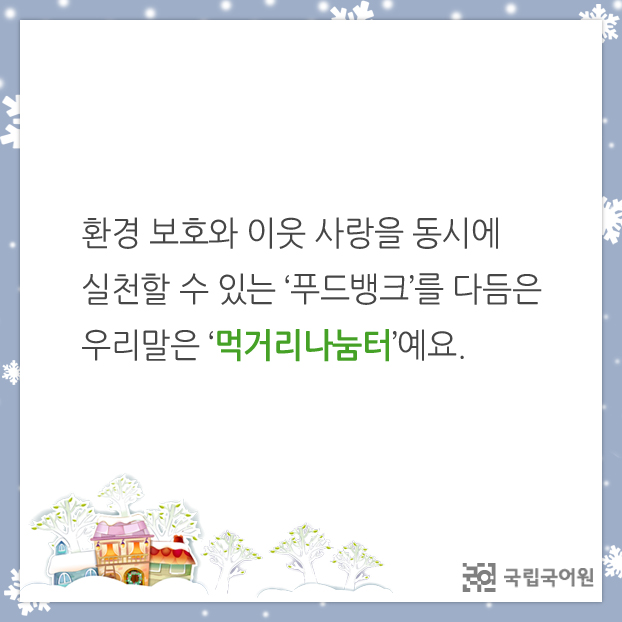 환경 보호와 이웃 사랑을 동시에
실천할 수 있는 ‘푸드뱅크’를 다듬은
우리말은 ‘먹거리나눔터’예요.
국립국어원